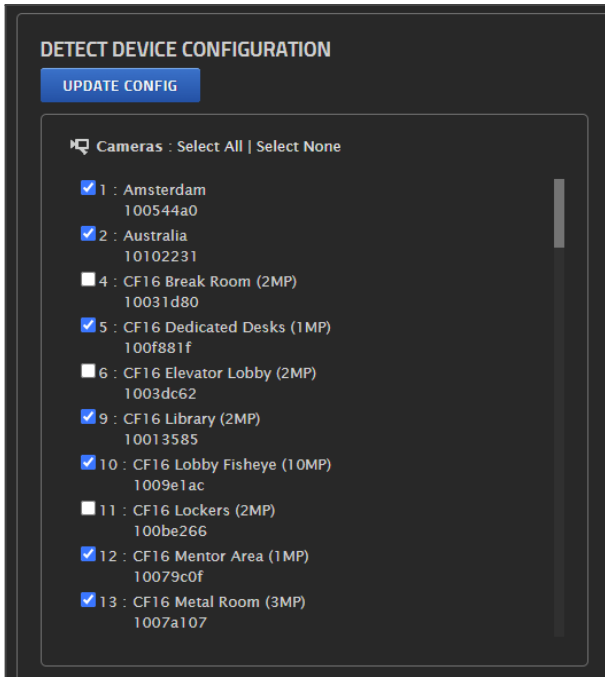 DETECT DEVICE CONFIGURATION
UPDATE CONFIG
Cameras : Select All | Select None
1 : Amsterdam
100544a0
2 : Australia
10102231
4 : CF16 Break Room (2MP)
10031d80
5 : CF16 Dedicated Desks (1MP)
100f881f
6 : CF16 Elevator Lobby (2MP)
1003dc62
9 : CF16 Library (2MP)
10013585
10 : CF16 Lobby Fisheye (10MP)
1009e1ac
11 : CF16 Lockers (2MP)
100be266
12 : CF16 Mentor Area (1MP)
10079c0f
13 : CF16 Metal Room (3MP)
1007a107